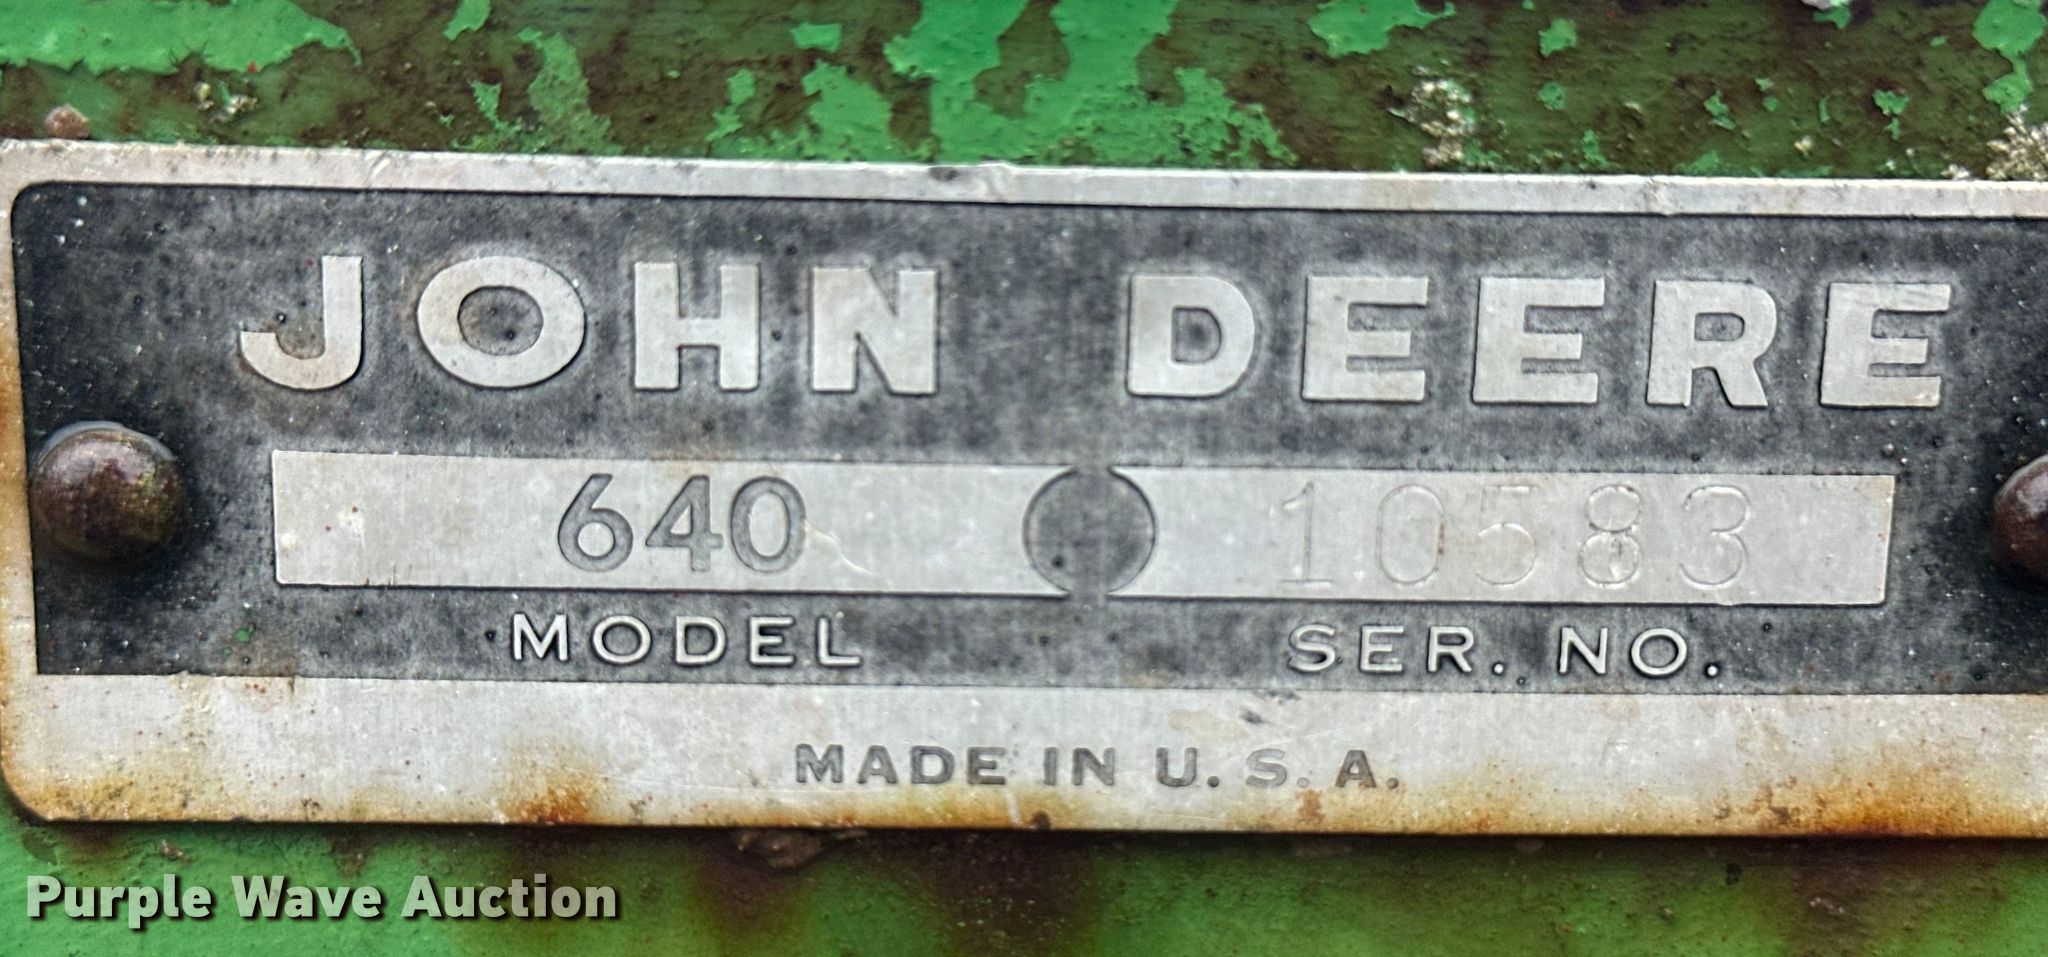 JOHN DEERE
640 10583
MODEL SER. NO.
MADE IN U.S.A.
Purple Wave Auction